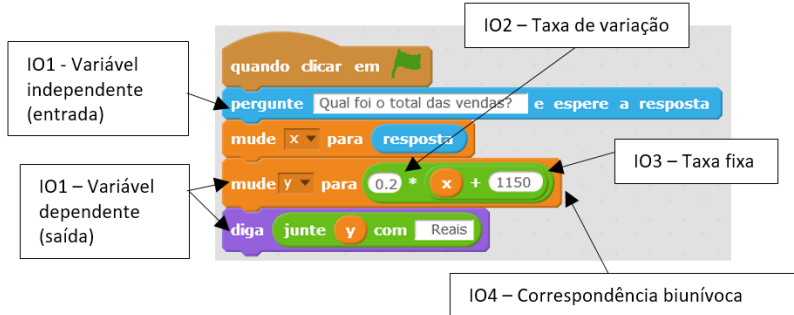 IO2 – Taxa de variação
IO1 - Variável
independente
(entrada)
quando clicar em
pergunte Qual foi o total das vendas? e espere a resposta
mude x para resposta
IO3 – Taxa fixa
IO1 – Variável
dependente
(saída)
mude y para 0.2 * x + 1150
diga junte y com Reais
IO4 – Correspondência biunívoca